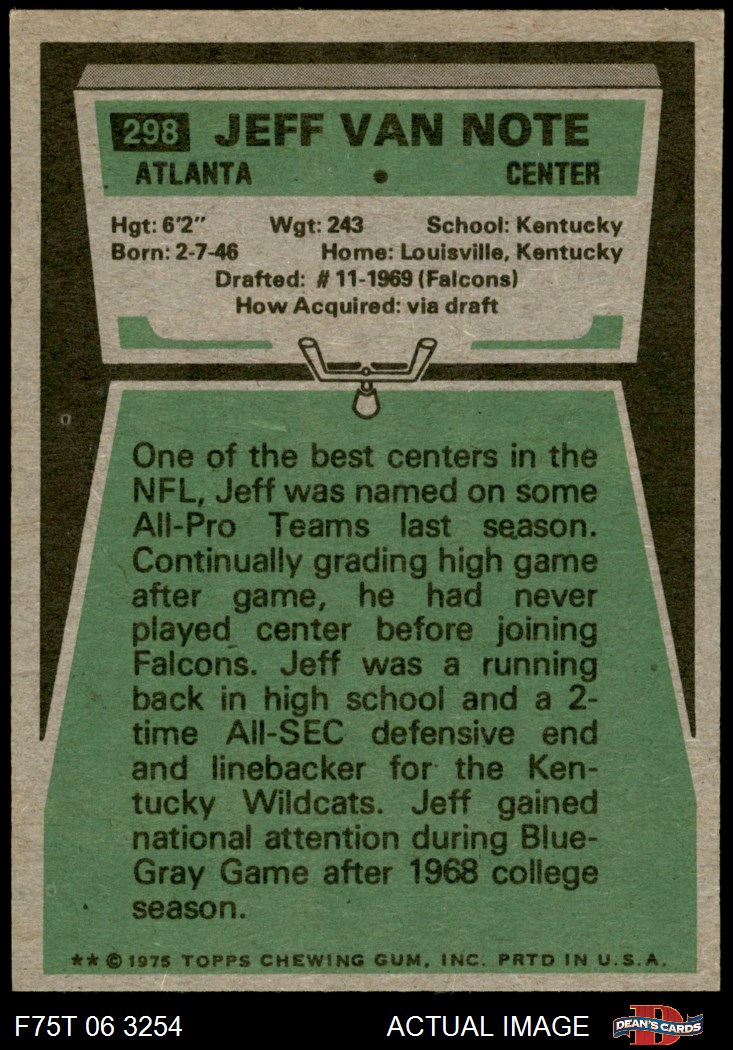 298 JEFF VAN NOTE
ATLANTA • CENTER
Hgt: 6'2" Wgt: 243 School: Kentucky
Born: 2-7-46 Home: Louisville, Kentucky
Drafted: #11-1969 (Falcons)
How Acquired: via draft
One of the best centers in the
NFL, Jeff was named on some
All-Pro Teams last season.
Continually grading high game
after game, he had never
played center before joining
Falcons. Jeff was a running
back in high school and a 2-
time All-SEC defensive end
and linebacker for the Ken-
tucky Wildcats. Jeff gained
national attention during Blue-
Gray Game after 1968 college
season.
** © 1975 TOPPS CHEWING GUM, INC. PRTD IN U.S.A.
F75T 06 3254 ACTUAL IMAGE D DEAN'S CARDS